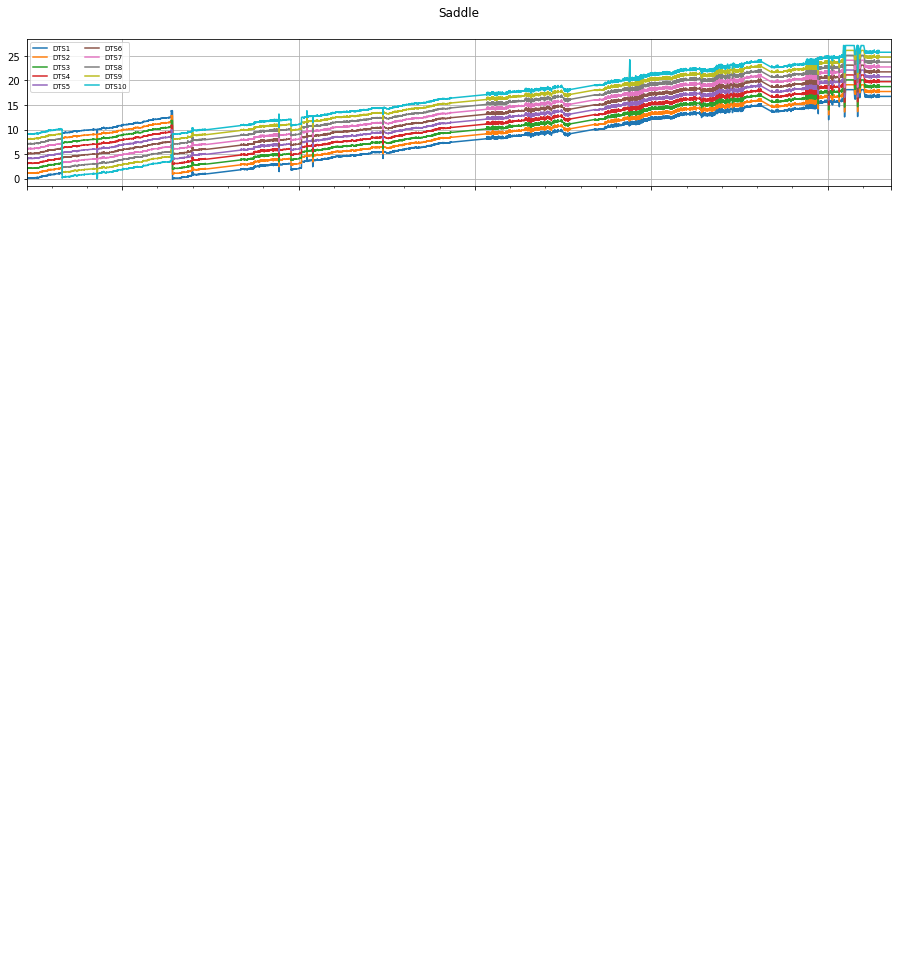 Saddle
DTS1 DTS6
DTS2 DTS7
DTS3 DTS8
DTS4 DTS9
DTS5 DTS10
25
20
15
10
5
0